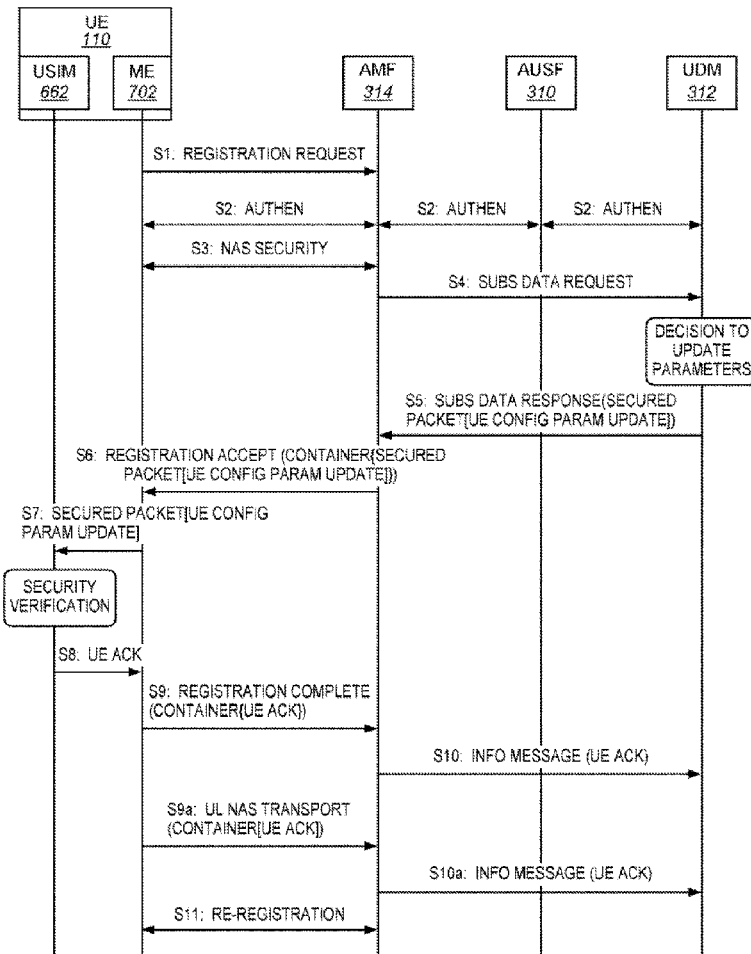 UE
110
USIM
662
ME
702
AMF
314
AUSF
310
UDM
312
S1: REGISTRATION REQUEST
S2: AUTHEN
S2: AUTHEN
S2: AUTHEN
S3: NAS SECURITY
S4: SUBS DATA REQUEST
DECISION TO
UPDATE
PARAMETERS
S5: SUBS DATA RESPONSE(SECURED
PACKET[UE CONFIG PARAM UPDATE])
S6: REGISTRATION ACCEPT (CONTAINER{SECURED
PACKET[UE CONFIG PARAM UPDATE]})
S7: SECURED PACKET[UE CONFIG
PARAM UPDATE]
SECURITY
VERIFICATION
S8: UE ACK
S9: REGISTRATION COMPLETE
(CONTAINER{UE ACK})
S10: INFO MESSAGE (UE ACK)
S9a: UL NAS TRANSPORT
(CONTAINER[UE ACK])
S10a: INFO MESSAGE (UE ACK)
S11: RE-REGISTRATION